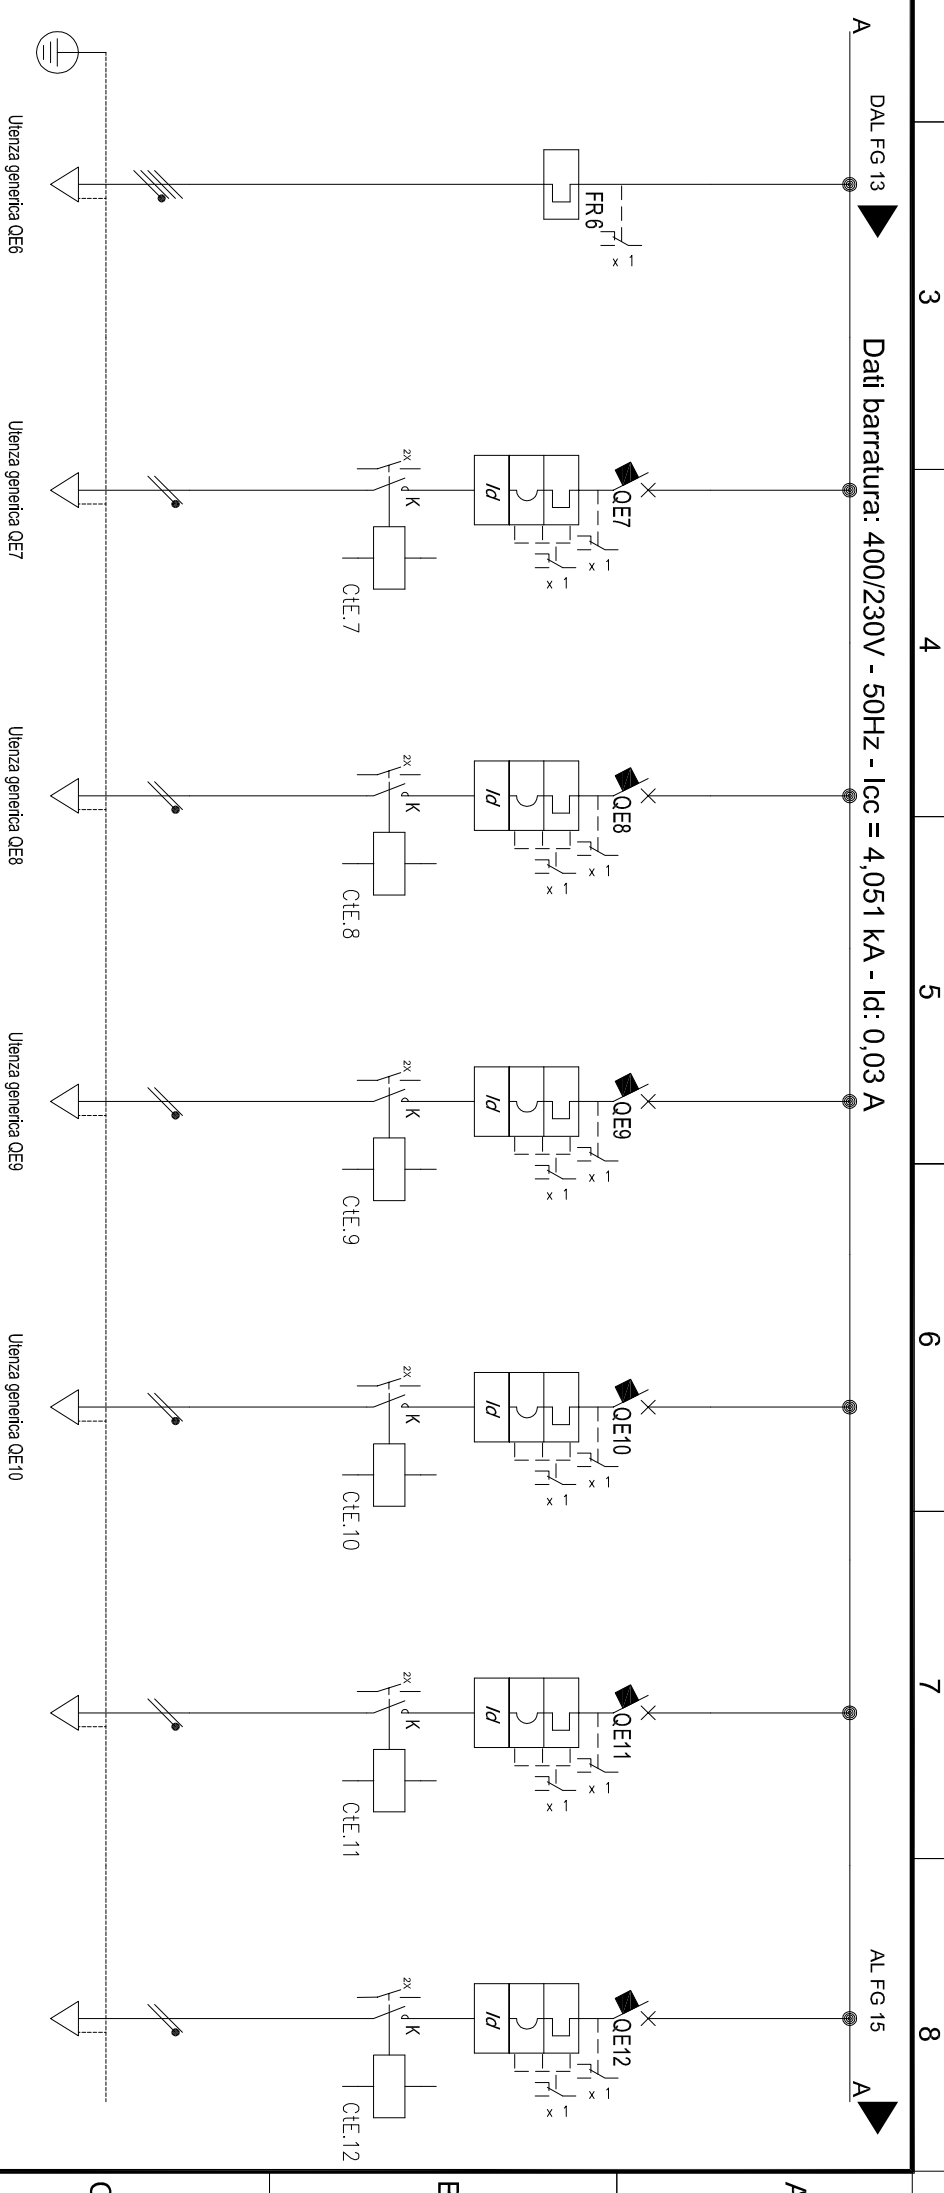 3 4 5 6 7 8
DAL FG 13
AL FG 15
A
A
Dati barratura: 400/230V - 50Hz - Icc = 4,051 kA - Id: 0,03 A
FR6
x 1
QE7
x 1
x 1
Id
2X
K
CtE.7
QE8
x 1
x 1
Id
2X
K
CtE.8
QE9
x 1
x 1
Id
2X
K
CtE.9
QE10
x 1
x 1
Id
2X
K
CtE.10
QE11
x 1
x 1
Id
2X
K
CtE.11
QE12
x 1
x 1
Id
2X
K
CtE.12
Utenza generica QE6
Utenza generica QE7
Utenza generica QE8
Utenza generica QE9
Utenza generica QE10